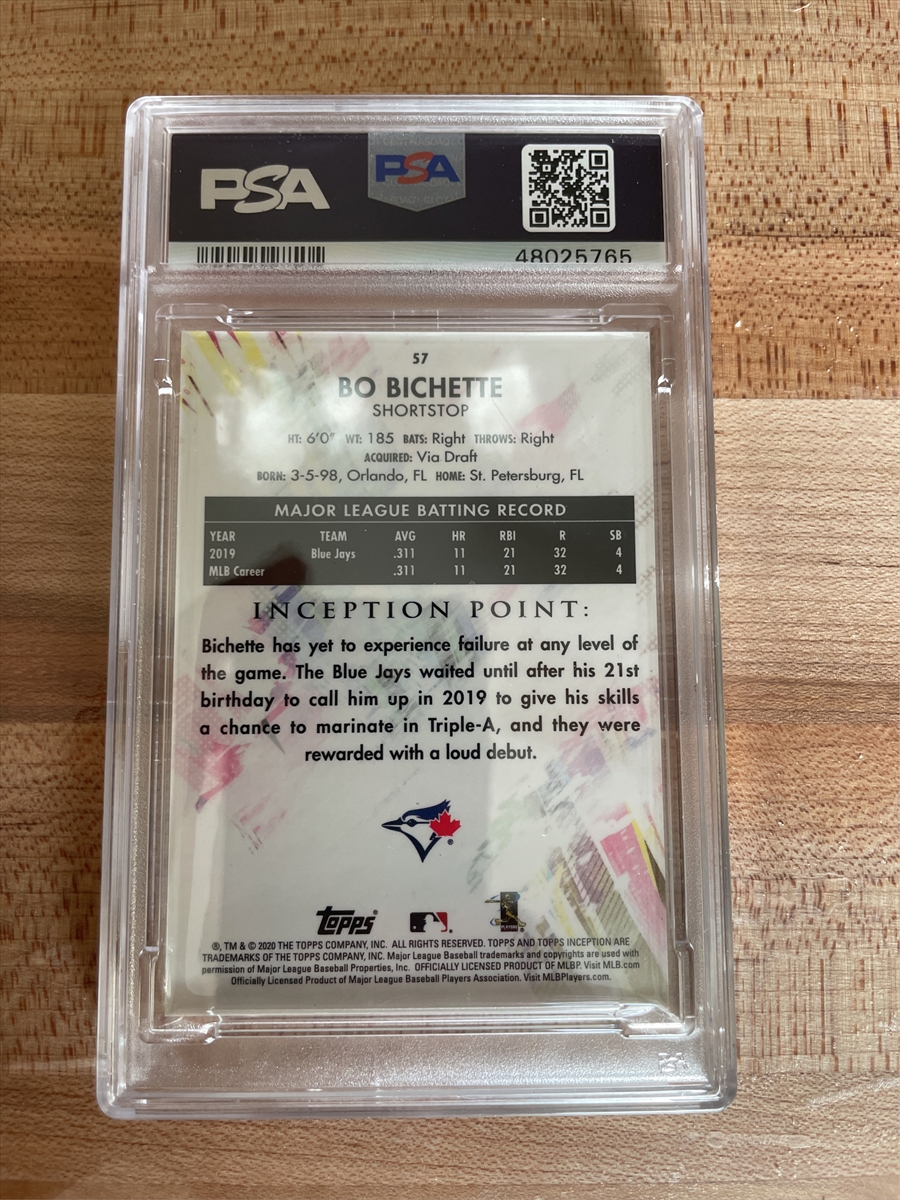 PSA PSA
48025765
57
BO BICHETTE
SHORTSTOP
HT: 6'0" WT: 185 BATS: Right THROWS: Right
ACQUIRED: Via Draft
BORN: 3-5-98, Orlando, FL HOME: St. Petersburg, FL
MAJOR LEAGUE BATTING RECORD
YEAR TEAM AVG HR RBI R SB
2019 Blue Jays .311 11 21 32 4
MLB Career .311 11 21 32 4
INCEPTION POINT:
Bichette has yet to experience failure at any level of
the game. The Blue Jays waited until after his 21st
birthday to call him up in 2019 to give his skills
a chance to marinate in Triple-A, and they were
rewarded with a loud debut.
topps
®, TM & © 2020 THE TOPPS COMPANY, INC. ALL RIGHTS RESERVED. TOPPS AND TOPPS INCEPTION ARE
TRADEMARKS OF THE TOPPS COMPANY, INC. Major League Baseball trademarks and copyrights are used with
permission of Major League Baseball Properties, Inc. OFFICIALLY LICENSED PRODUCT OF MLBP. Visit MLB.com
Officially Licensed Product of Major League Baseball Players Association. Visit MLBPlayers.com.
PSA